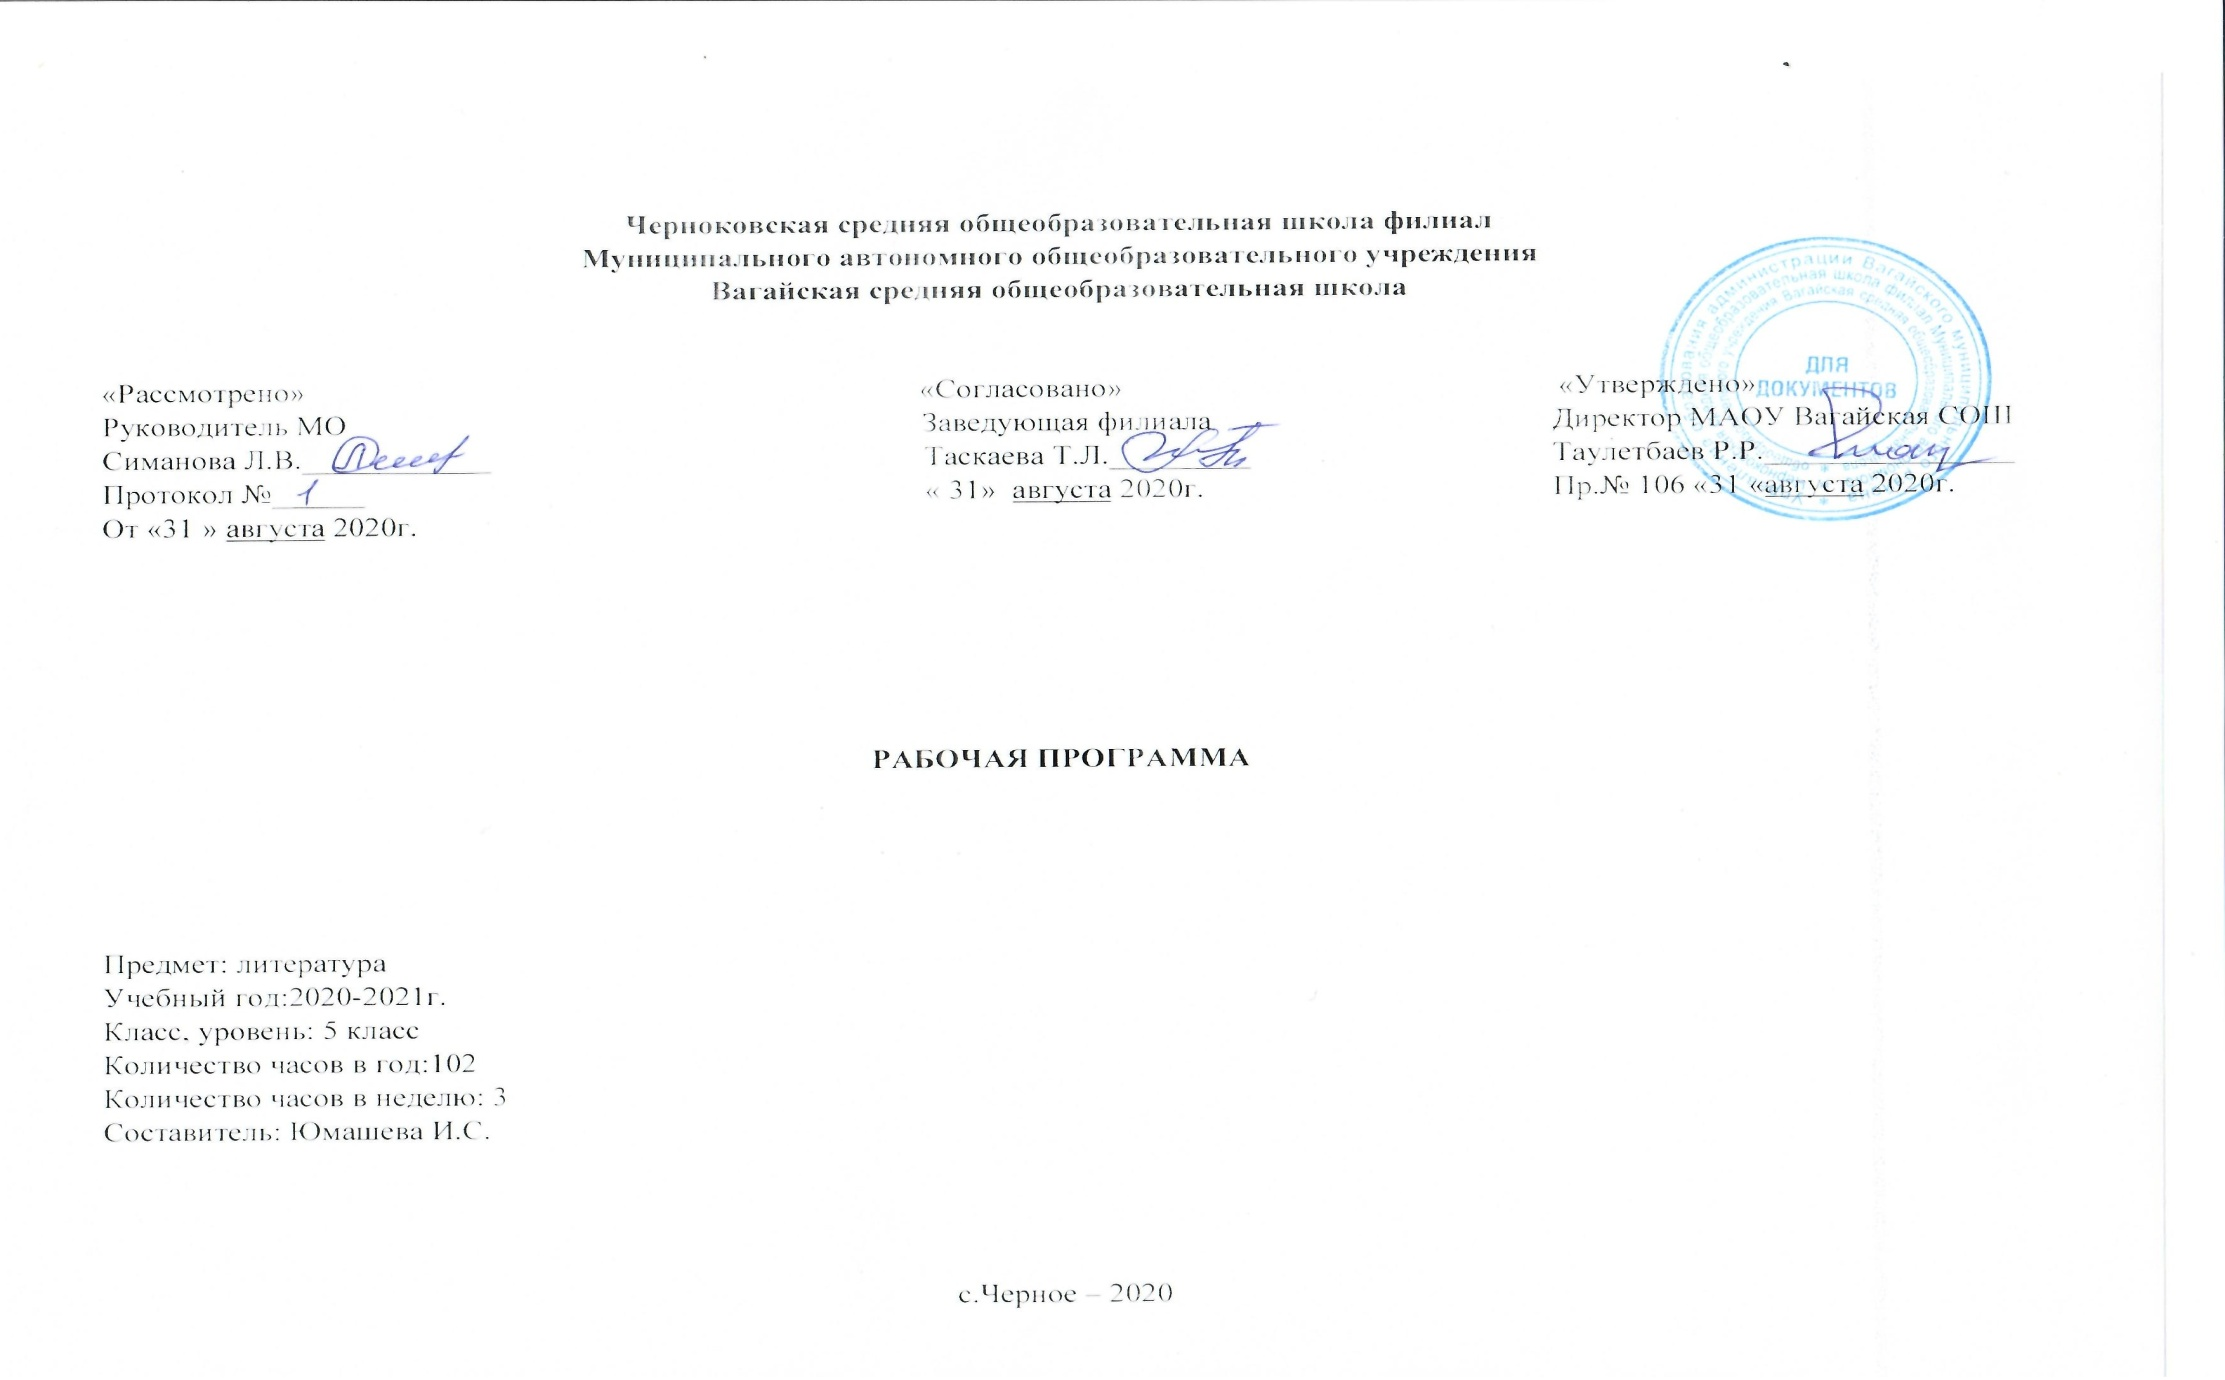 Черноковская средняя общеобразовательная школа филиал
Муниципального автономного общеобразовательного учреждения
Вагайская средняя общеобразовательная школа
«Рассмотрено»
Руководитель МО
Симанова Л.В.
Протокол № 1
От «31 » августа 2020г.
«Согласовано»
Заведующая филиала
Таскаева Т.Л.
« 31» августа 2020г.
«Утверждено»
Директор МАОУ Вагайская СОШ
Таулетбаев Р.Р.
Пр.№ 106 «31 «августа 2020г.
ДЛЯ
ДОКУМЕНТОВ
РАБОЧАЯ ПРОГРАММА
Предмет: литература
Учебный год:2020-2021г.
Класс. уровень: 5 класс
Количество часов в год:102
Количество часов в неделю: 3
Составитель: Юмашева И.С.
с.Черное – 2020